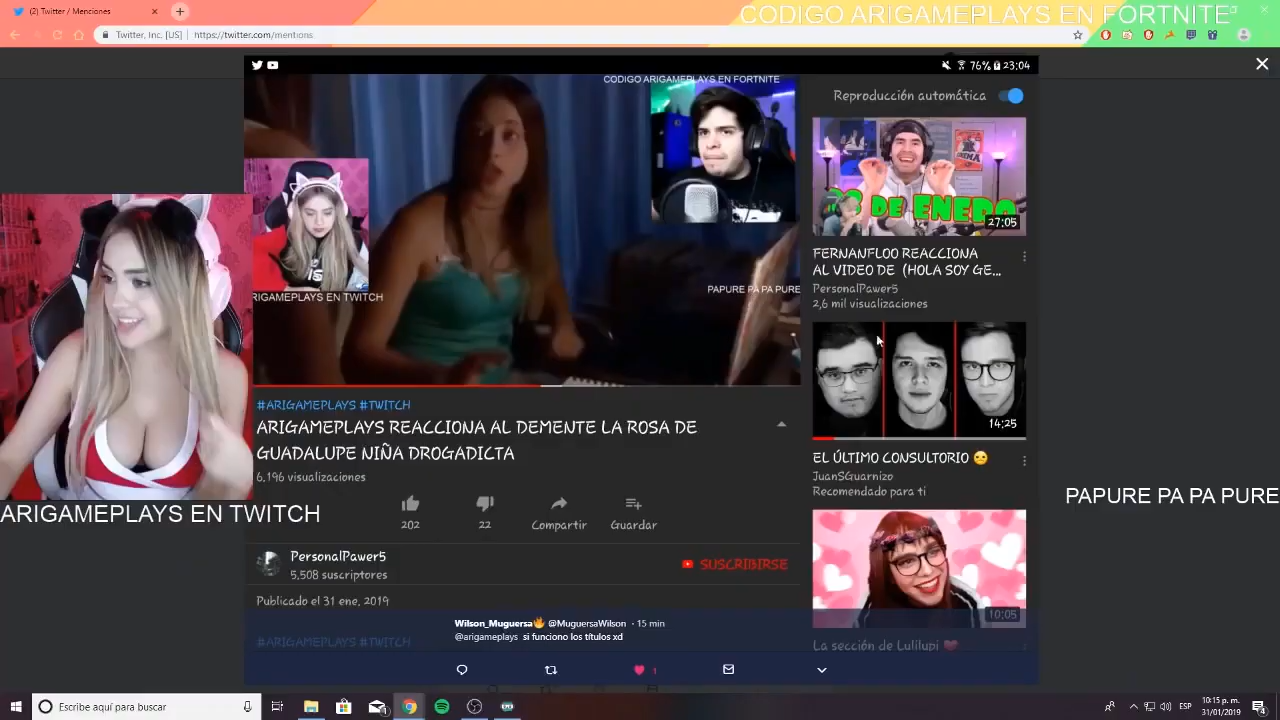 (2) Twitter / Menciones
CODIGO ARIGAMEPLAYS EN FORTNITE
Twitter, Inc. [US]
https://twitter.com/mentions
76%
23:04
CODIGO ARIGAMEPLAYS EN FORTNITE
Reproducción automática
DE ENERO
27:05
FERNANFLOO REACCIONA
AL VIDEO DE (HOLA SOY GE...
PersonalPawer5
2,6 mil visualizaciones
RIGAMEPLAYS EN TWITCH
PAPURE PA PA PURE
14:25
EL ÚLTIMO CONSULTORIO 😒
JuanSGuarnizo
Recomendado para ti
#ARIGAMEPLAYS #TWITCH
ARIGAMEPLAYS REACCIONA AL DEMENTE LA ROSA DE
GUADALUPE NIÑA DROGADICTA
6,196 visualizaciones
202
22
Compartir
Guardar
ARIGAMEPLAYS EN TWITCH
PAPURE PA PA PURE
PersonalPawer5
5,508 suscriptores
SUSCRIBIRSE
Publicado el 31 ene. 2019
10:05
#ARIGAMEPLAYS #TWITCH
La sección de Lulilupi
Wilson_Muguersa🔥 @MuguersaWilson · 15 min
@arigameplays si funciono los títulos xd
1
Escribe aquí para buscar
ESP
10:15 p. m.
31/01/2019